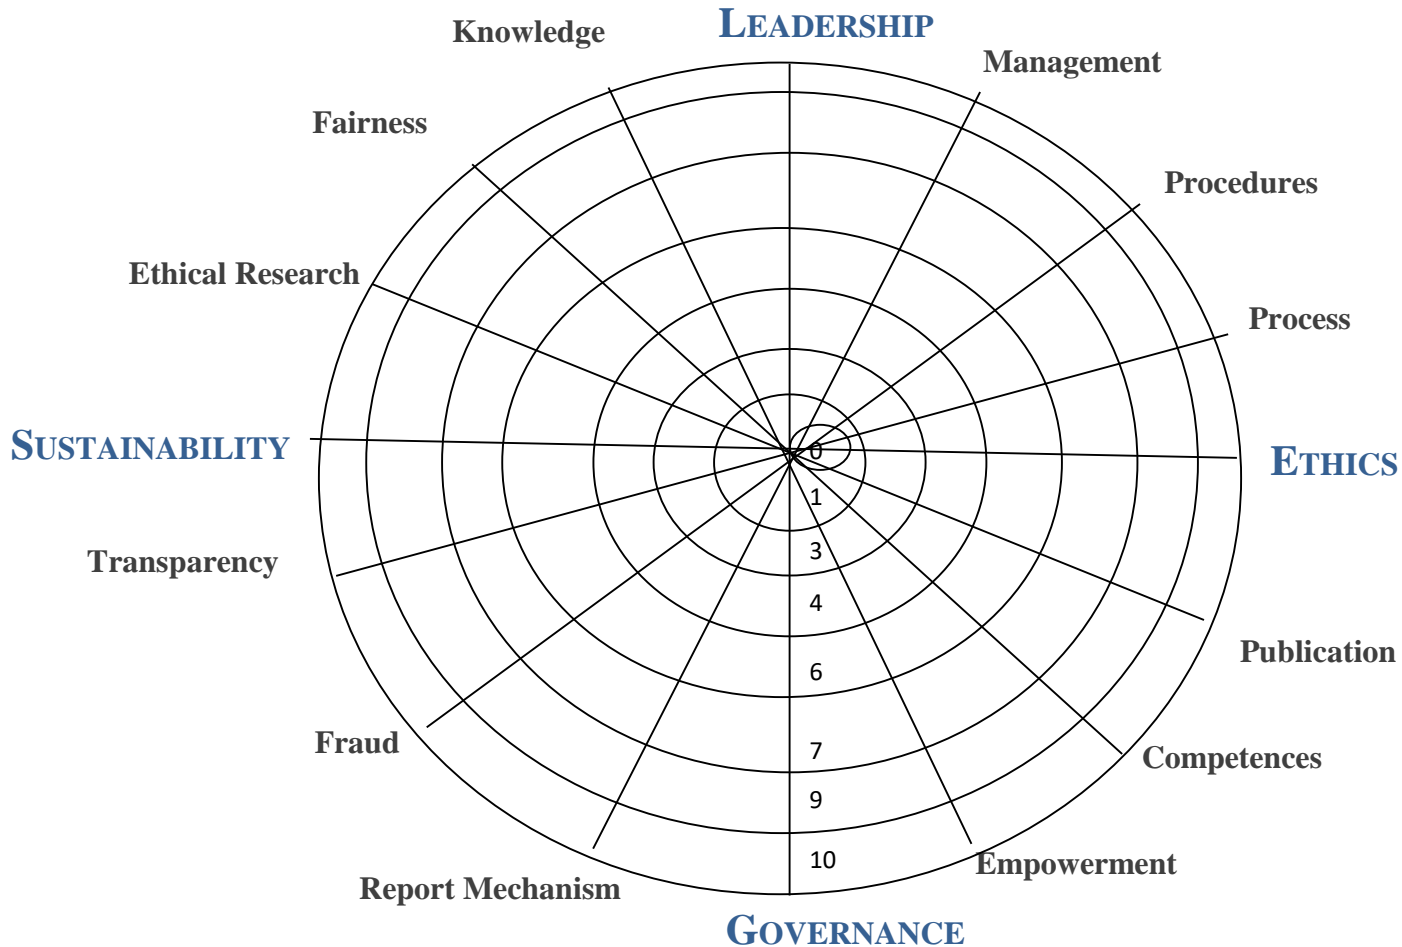 LEADERSHIP
Knowledge
Management
Fairness
Procedures
Ethical Research
Process
SUSTAINABILITY
0
ETHICS
1
3
Transparency
4
Publication
6
Fraud
7
Competences
9
10
Empowerment
Report Mechanism
GOVERNANCE